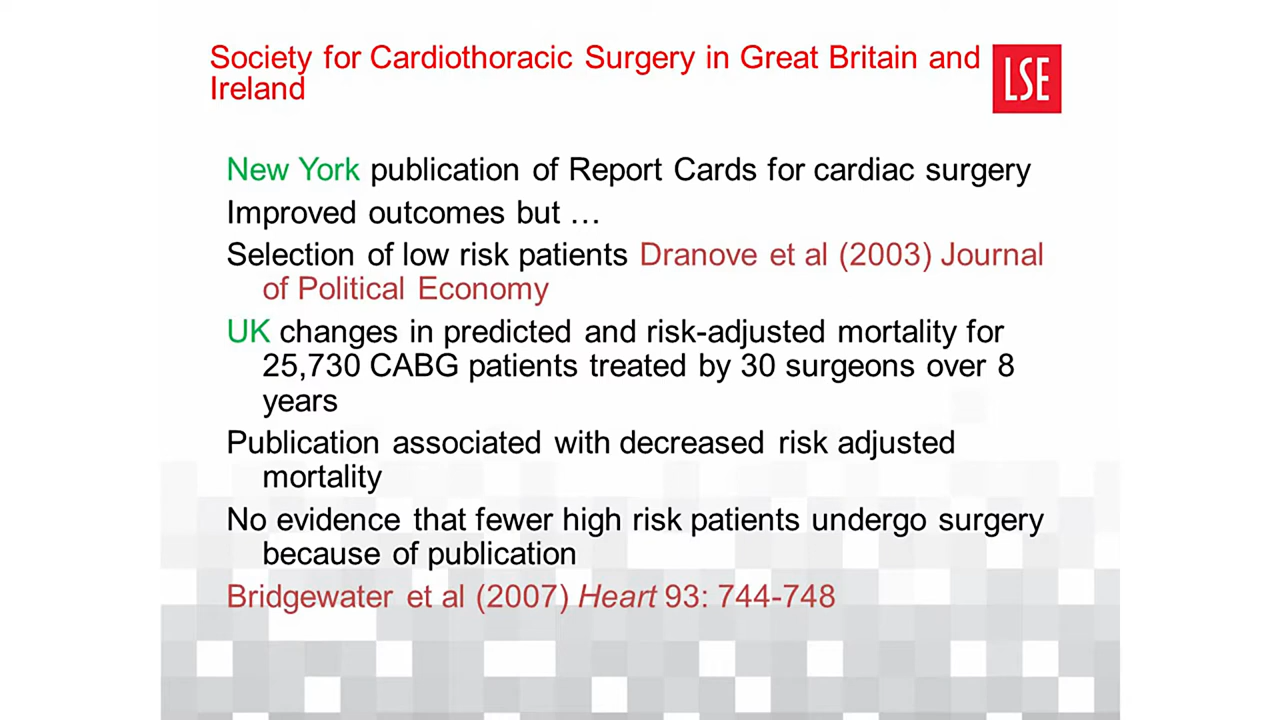 Society for Cardiothoracic Surgery in Great Britain and
Ireland
LSE
New York publication of Report Cards for cardiac surgery
Improved outcomes but …
Selection of low risk patients Dranove et al (2003) Journal
of Political Economy
UK changes in predicted and risk-adjusted mortality for
25,730 CABG patients treated by 30 surgeons over 8
years
Publication associated with decreased risk adjusted
mortality
No evidence that fewer high risk patients undergo surgery
because of publication
Bridgewater et al (2007) Heart 93: 744-748